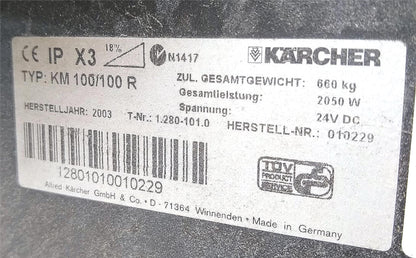 CE IP X3 18% N1417 KÄRCHER
TYP: KM 100/100 R
ZUL. GESAMTGEWICHT: 660 kg
Gesamtleistung: 2050 W
Spannung: 24V DC
HERSTELLJAHR: 2003 T-Nr.: 1.280-101.0 HERSTELL-NR.: 010229
12801010010229
TÜV
PRODUCT
SERVICE
Alfred Kärcher GmbH & Co. • D - 71364 Winnenden • Made in Germany